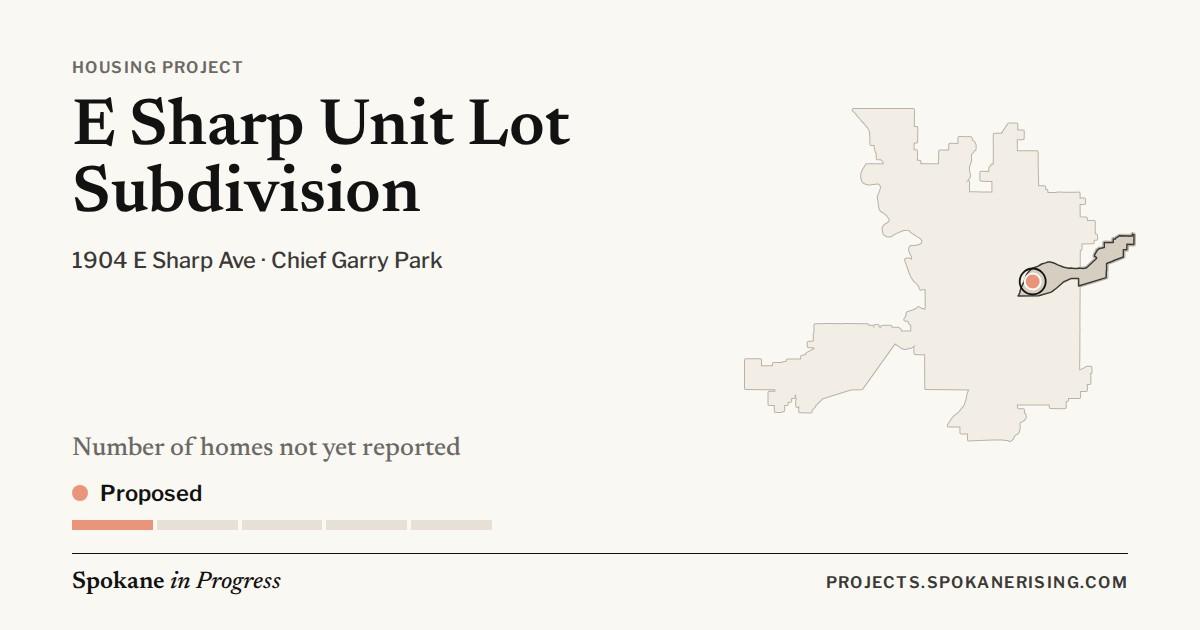 HOUSING PROJECT
E Sharp Unit Lot
Subdivision
1904 E Sharp Ave · Chief Garry Park
Number of homes not yet reported
Proposed
Spokane in Progress
PROJECTS.SPOKANERISING.COM